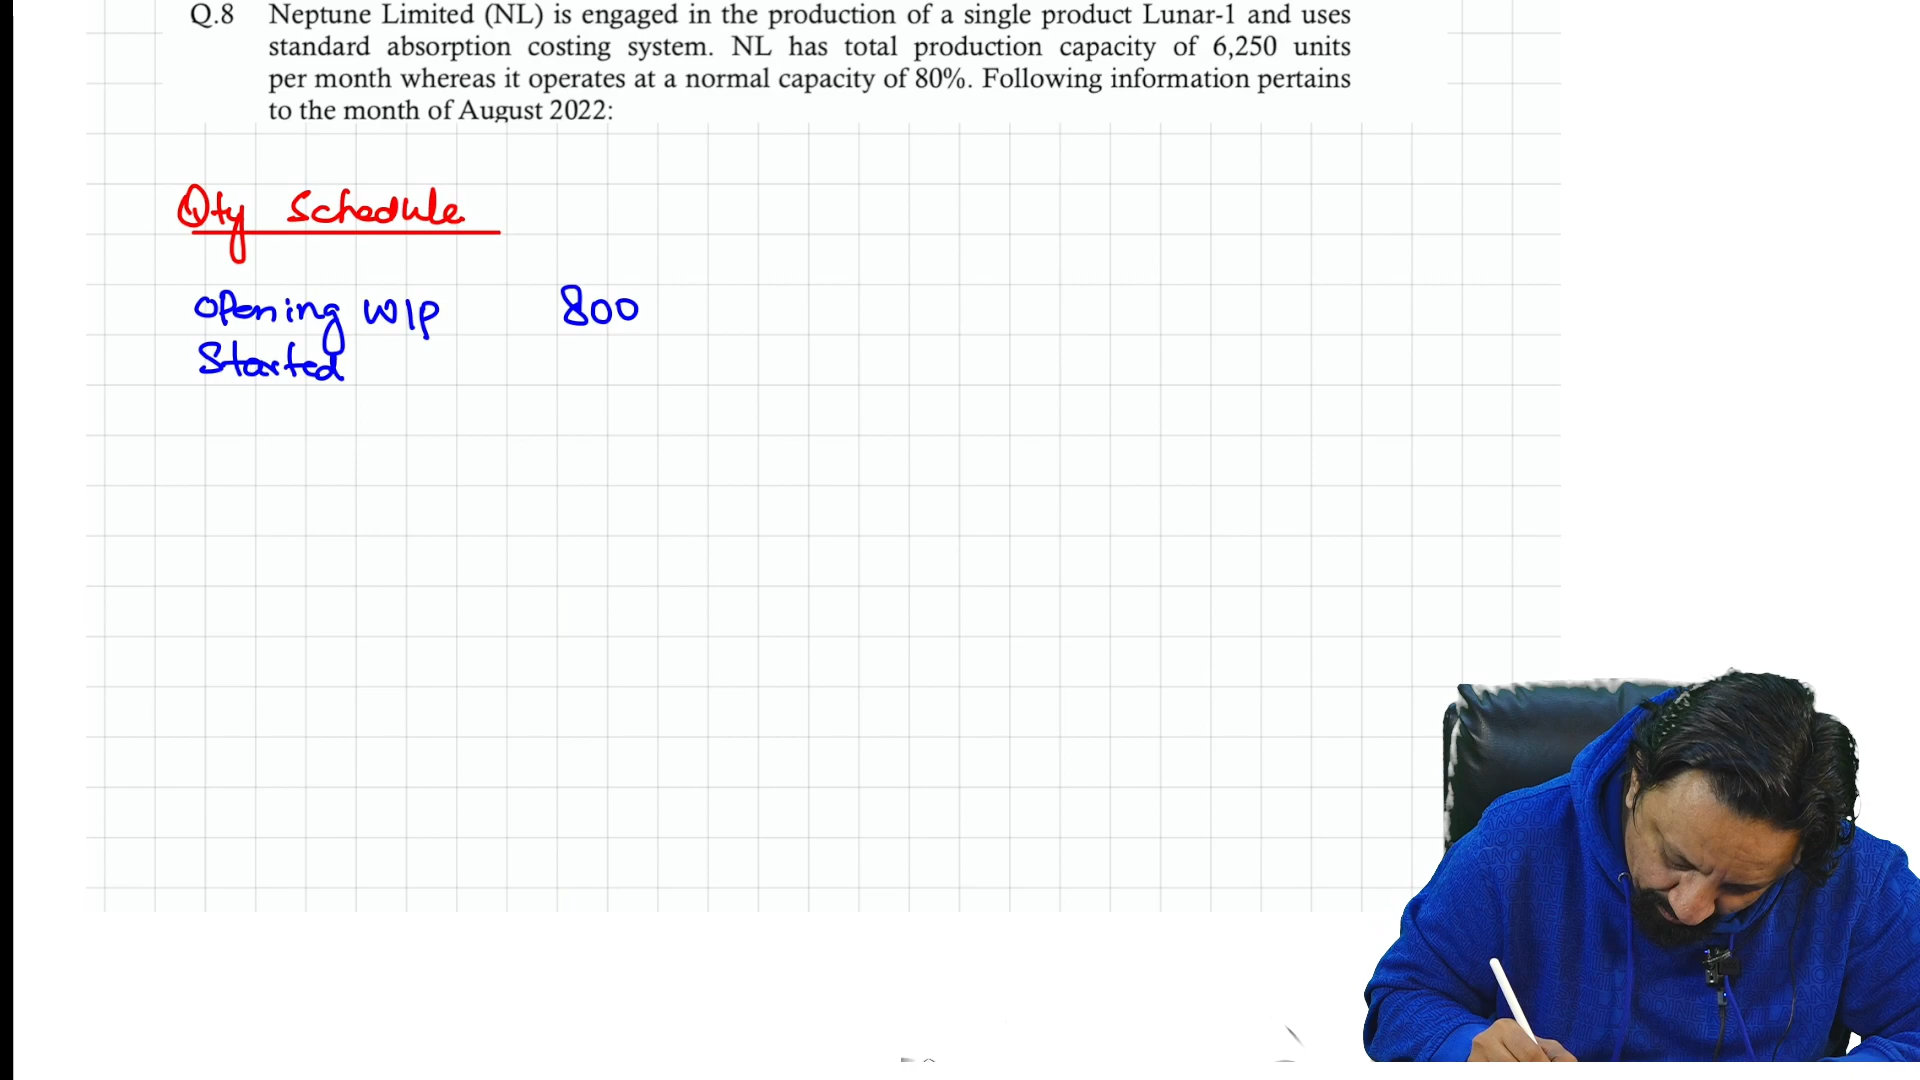 Q.8 Neptune Limited (NL) is engaged in the production of a single product Lunar-1 and uses
standard absorption costing system. NL has total production capacity of 6,250 units
per month whereas it operates at a normal capacity of 80%. Following information pertains
to the month of August 2022:
Qty Schedule
Opening WIP 800
Started